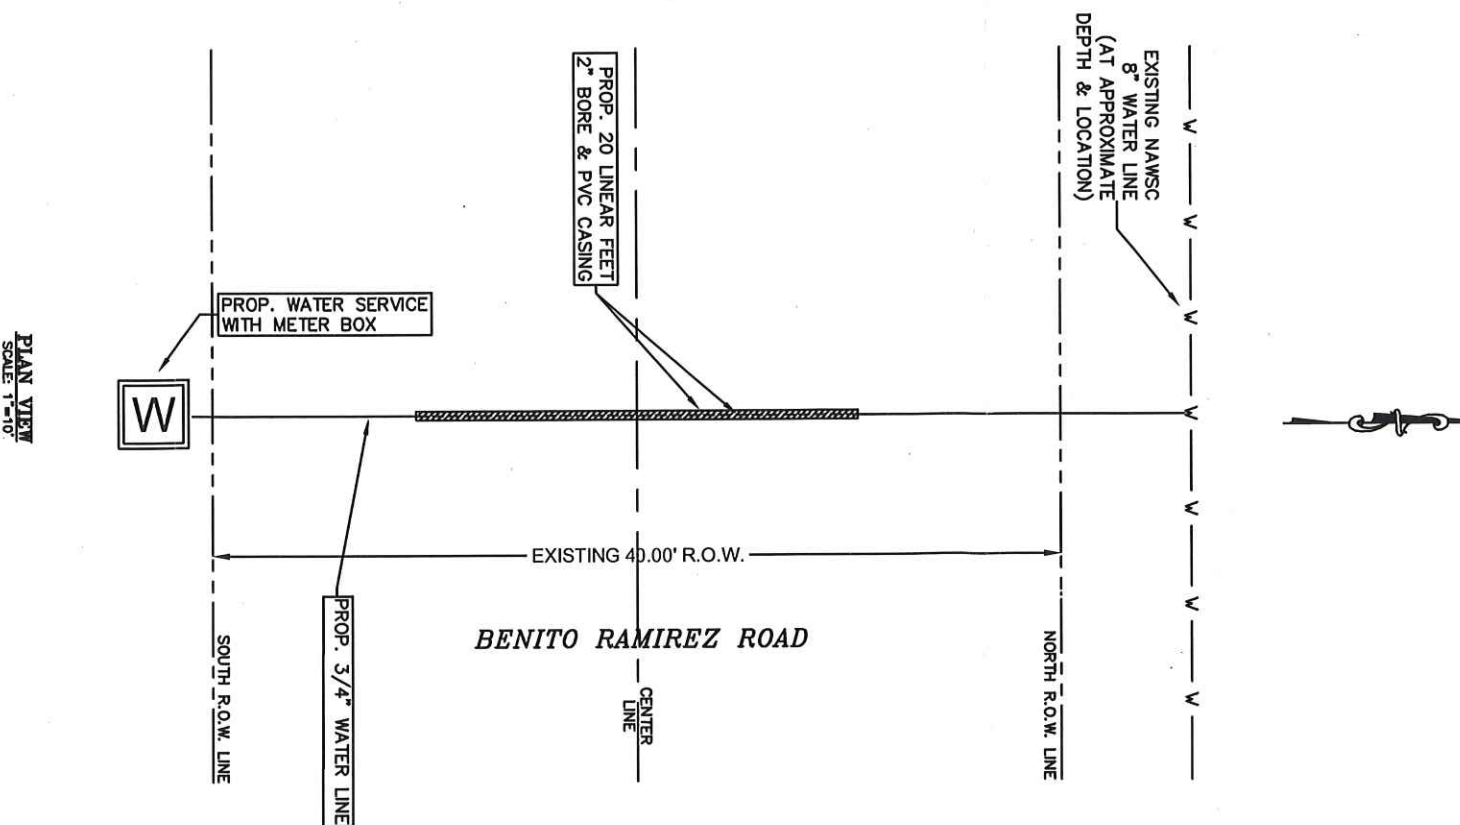 EXISTING NAWSC
8" WATER LINE
(AT APPROXIMATE
DEPTH & LOCATION)
W
W
W
W
W
W
W
PROP. 20 LINEAR FEET
2" BORE & PVC CASING
PROP. WATER SERVICE
WITH METER BOX
W
PLAN VIEW
SCALE: 1"=10'
EXISTING 40.00' R.O.W.
BENITO RAMIREZ ROAD
PROP. 3/4" WATER LINE
SOUTH R.O.W. LINE
CENTER
LINE
NORTH R.O.W. LINE